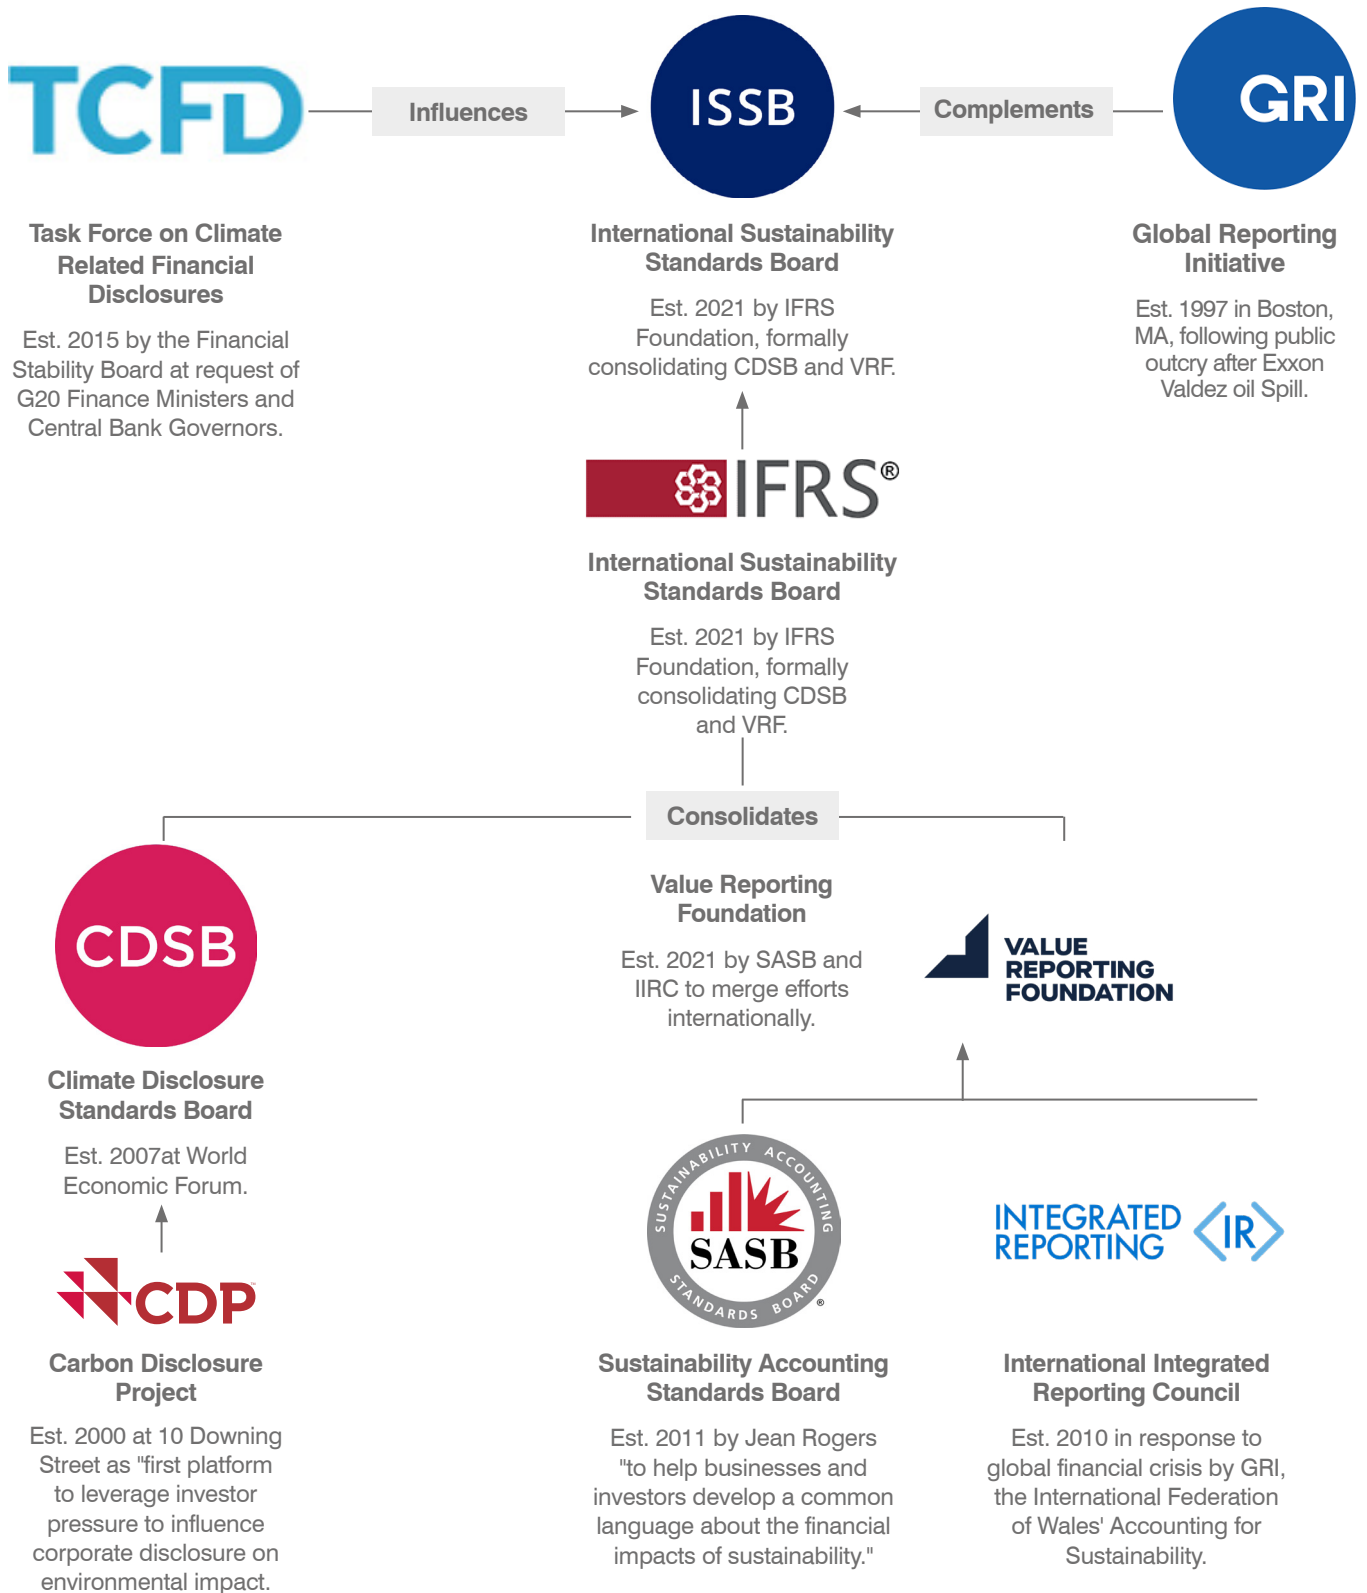 TCFD
Influences
ISSB
Complements
GRI
Task Force on Climate
Related Financial
Disclosures
Est. 2015 by the Financial
Stability Board at request of
G20 Finance Ministers and
Central Bank Governors.
International Sustainability
Standards Board
Est. 2021 by IFRS
Foundation, formally
consolidating CDSB and VRF.
Global Reporting
Initiative
Est. 1997 in Boston,
MA, following public
outcry after Exxon
Valdez oil Spill.
IFRS®
International Sustainability
Standards Board
Est. 2021 by IFRS
Foundation, formally
consolidating CDSB
and VRF.
Consolidates
CDSB
Climate Disclosure
Standards Board
Est. 2007at World
Economic Forum.
Value Reporting
Foundation
Est. 2021 by SASB and
IIRC to merge efforts
internationally.
VALUE
REPORTING
FOUNDATION
CDP
Carbon Disclosure
Project
Est. 2000 at 10 Downing
Street as "first platform
to leverage investor
pressure to influence
corporate disclosure on
environmental impact.
SUSTAINABILITY ACCOUNTING
SASB
STANDARDS BOARD ®
Sustainability Accounting
Standards Board
Est. 2011 by Jean Rogers
"to help businesses and
investors develop a common
language about the financial
impacts of sustainability."
INTEGRATED
REPORTING
<IR>
International Integrated
Reporting Council
Est. 2010 in response to
global financial crisis by GRI,
the International Federation
of Wales' Accounting for
Sustainability.